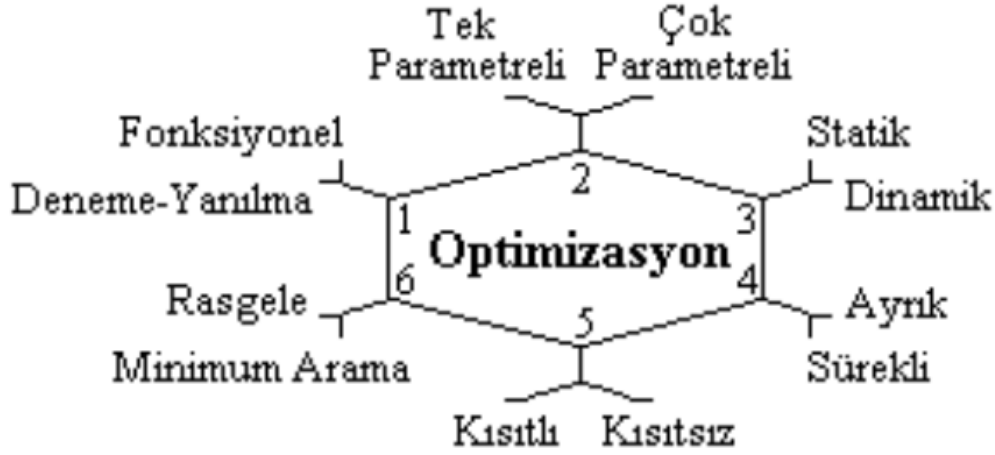 Tek
Parametreli
Çok
Parametreli
Fonksiyonel
Deneme-Yanılma
Statik
Dinamik
2
1
3
Optimizasyon
6
4
5
Rasgele
Minimum Arama
Ayrık
Sürekli
Kısıtlı
Kısıtsız